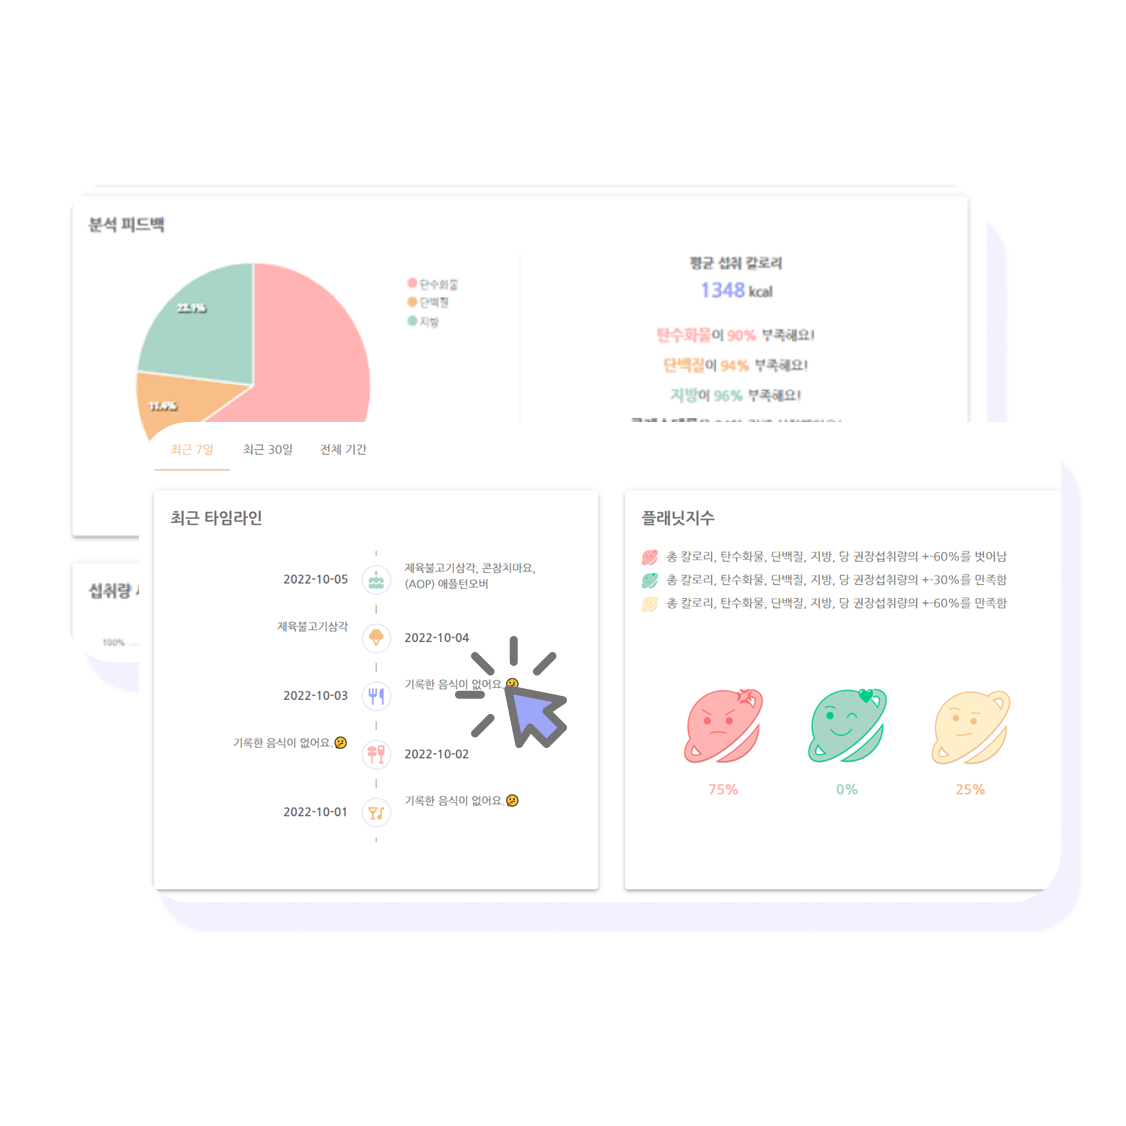 분석 피드백
23.1%
11.4%
탄수화물
단백질
지방
평균 섭취 칼로리
1348 kcal
탄수화물이 90% 부족해요!
단백질이 94% 부족해요!
지방이 96% 부족해요!
섭취량
100%
최근 7일
최근 30일
전체 기간
최근 타임라인
2022-10-05
제육불고기삼각, 콘참치마요,
(AOP) 애플턴오버
제육불고기삼각
2022-10-04
2022-10-03
기록한 음식이 없어요.
기록한 음식이 없어요.
2022-10-02
2022-10-01
기록한 음식이 없어요.
플래닛지수
총 칼로리, 탄수화물, 단백질, 지방, 당 권장섭취량의 +-60%를 벗어남
총 칼로리, 탄수화물, 단백질, 지방, 당 권장섭취량의 +-30%를 만족함
총 칼로리, 탄수화물, 단백질, 지방, 당 권장섭취량의 +-60%를 만족함
75%
0%
25%